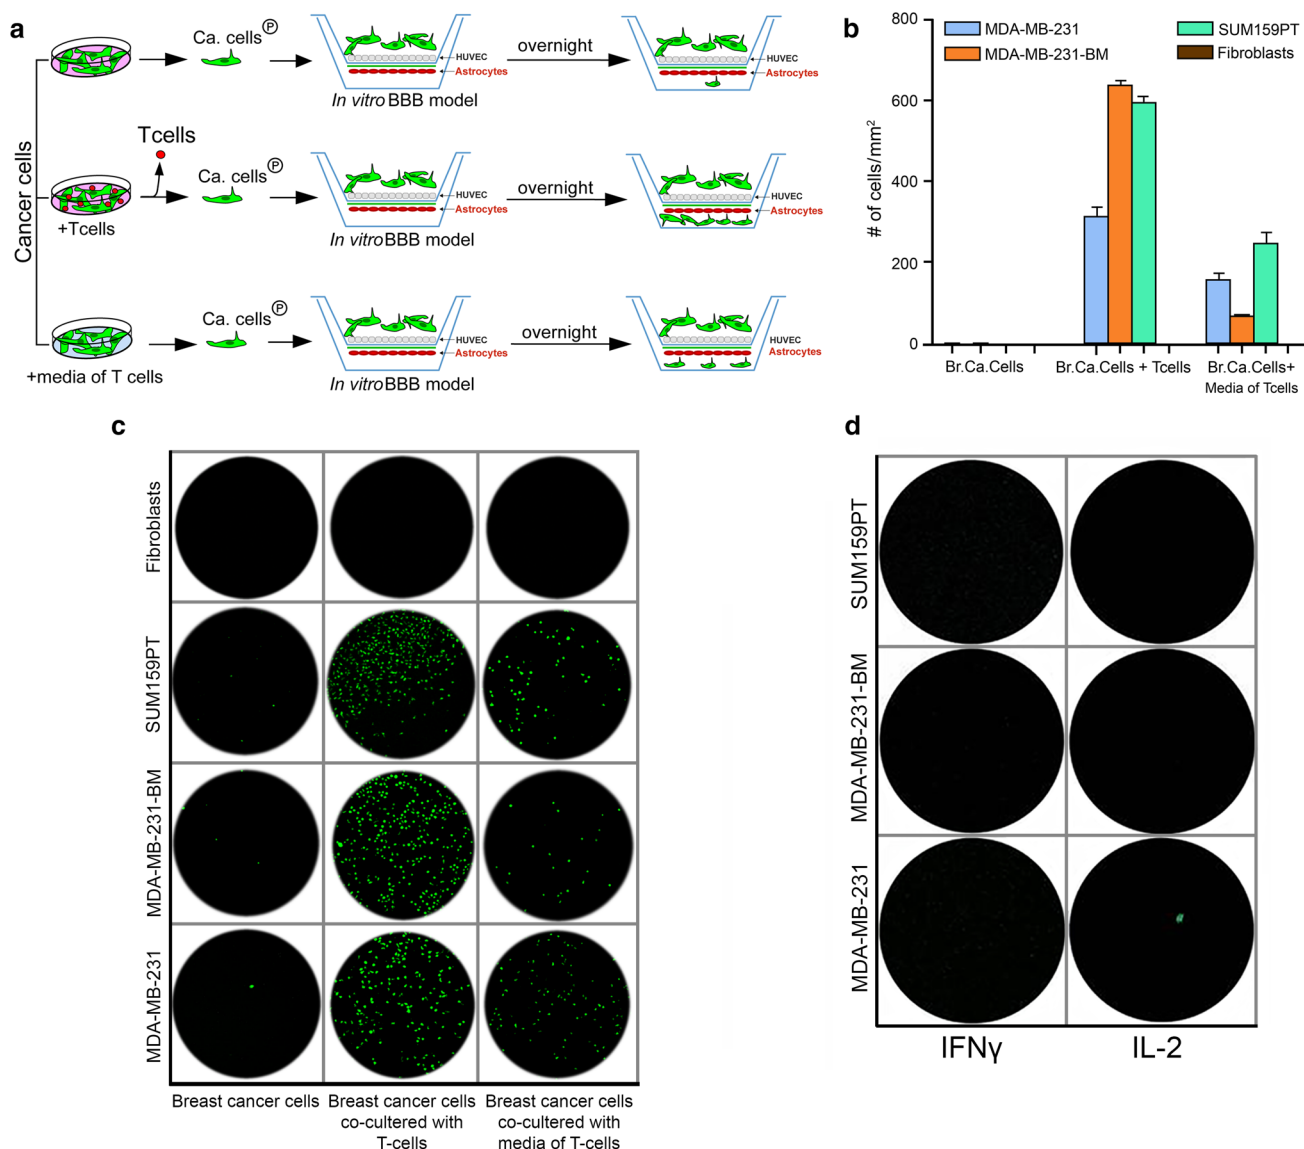 a
Cancer cells
Ca. cells
P
HUVEC
Astrocytes
In vitro BBB model
overnight
HUVEC
Astrocytes
Tcells
+Tcells
Ca. cells
P
HUVEC
Astrocytes
In vitro BBB model
overnight
HUVEC
Astrocytes
+media of T cells
Ca. cells
P
HUVEC
Astrocytes
In vitro BBB model
overnight
HUVEC
Astrocytes
b
# of cells/mm²
800
600
400
200
0
MDA-MB-231
MDA-MB-231-BM
SUM159PT
Fibroblasts
Br.Ca.Cells
Br.Ca.Cells + Tcells
Br.Ca.Cells+
Media of Tcells
c
Fibroblasts
SUM159PT
MDA-MB-231-BM
MDA-MB-231
Breast cancer cells
Breast cancer cells
co-cultered with
T-cells
Breast cancer cells
co-cultered with
media of T-cells
d
SUM159PT
MDA-MB-231-BM
MDA-MB-231
IFNγ
IL-2